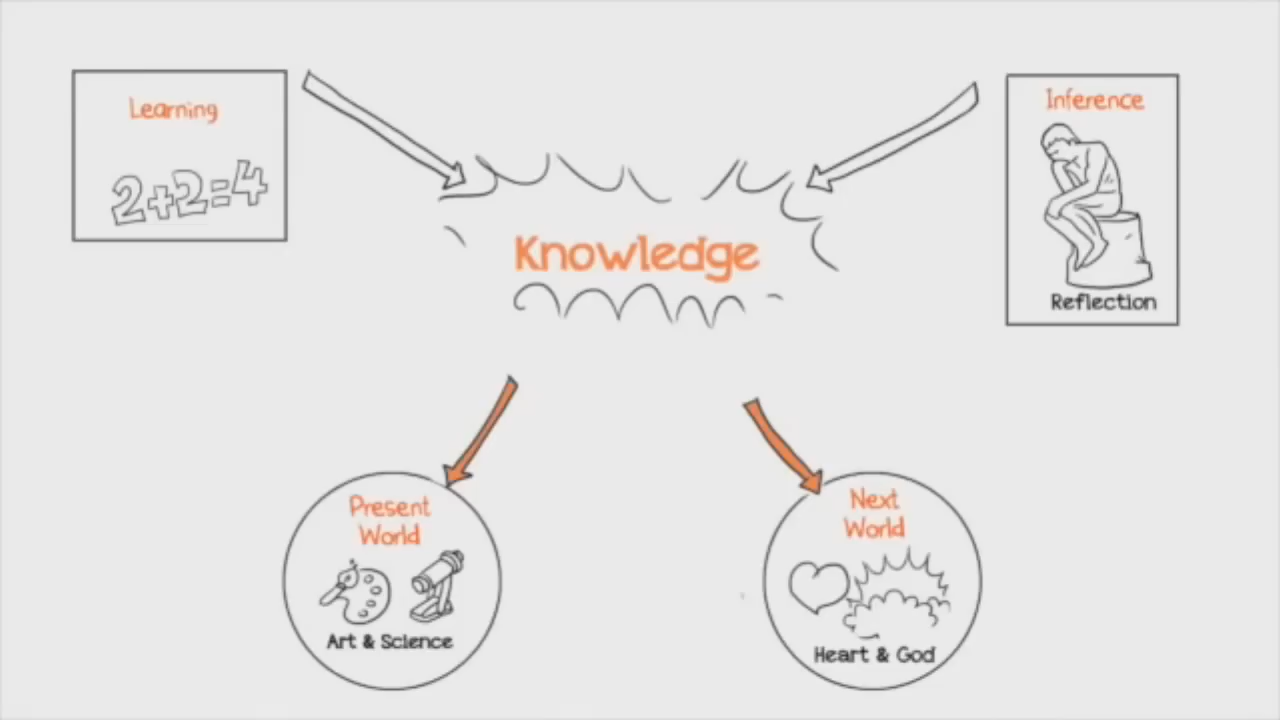 Learning
2+2=4
Inference
Reflection
Knowledge
Present
World
Art & Science
Next
World
Heart & God